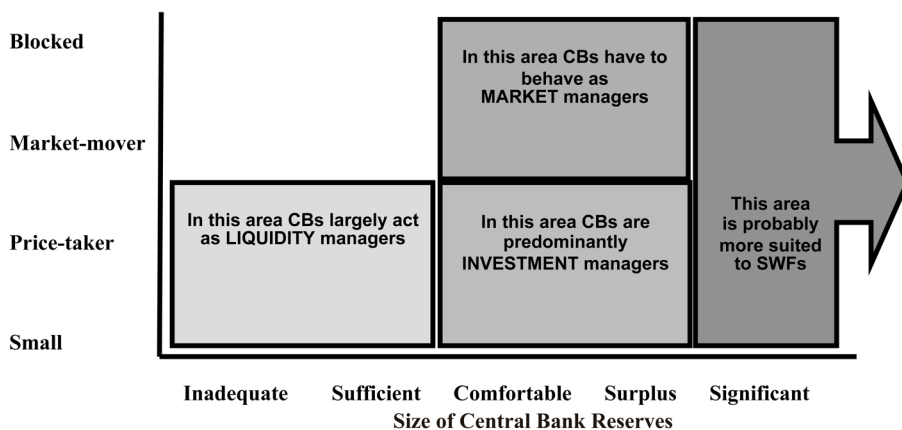 Blocked
Market-mover
Price-taker
Small
In this area CBs have to
behave as
MARKET managers
In this area CBs largely act
as LIQUIDITY managers
In this area CBs are
predominantly
INVESTMENT managers
This area
is probably
more suited
to SWFs
Inadequate Sufficient Comfortable Surplus Significant
Size of Central Bank Reserves